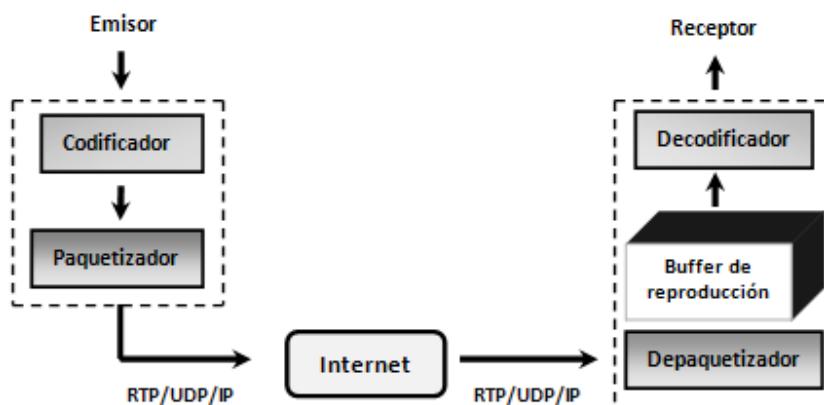 Emisor
Codificador
Paquetizador
RTP/UDP/IP
Internet
RTP/UDP/IP
Receptor
Decodificador
Buffer de
reproducción
Depaquetizador